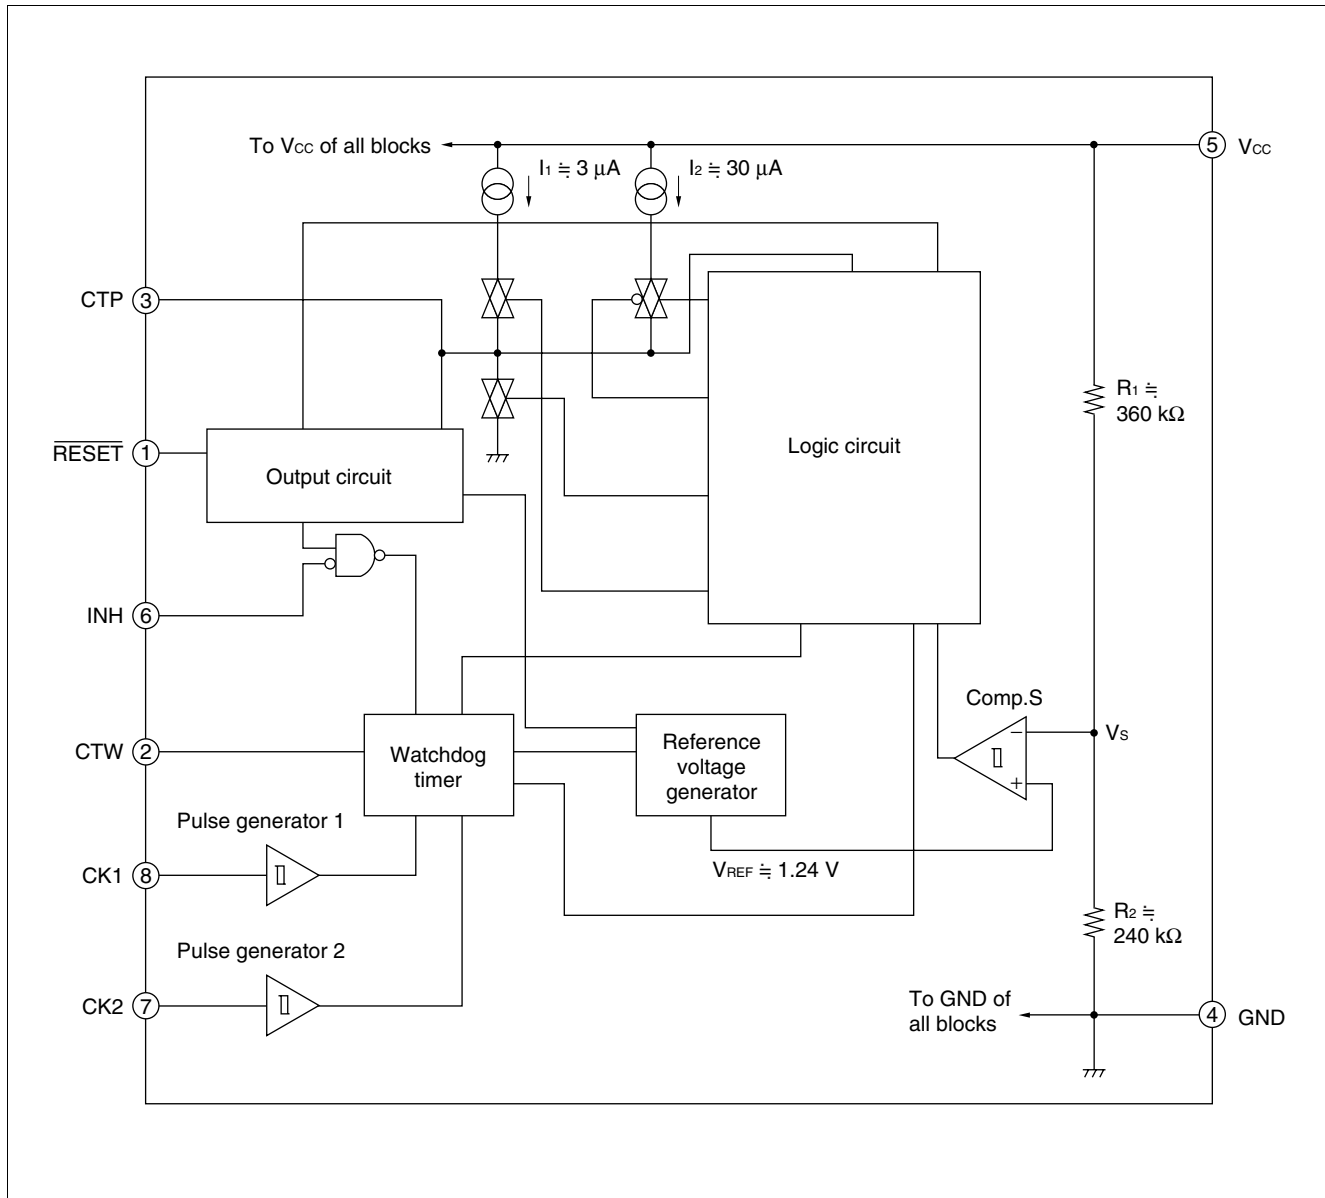 To VCC of all blocks
5
VCC
I1 ≒ 3 μA
I2 ≒ 30 μA
CTP
3
R1 ≒
360 kΩ
RESET
1
Output circuit
Logic circuit
INH
6
Comp.S
−
VS
+
CTW
2
Watchdog
timer
Reference
voltage
generator
Pulse generator 1
VREF ≒ 1.24 V
CK1
8
R2 ≒
240 kΩ
Pulse generator 2
CK2
7
To GND of
all blocks
4
GND